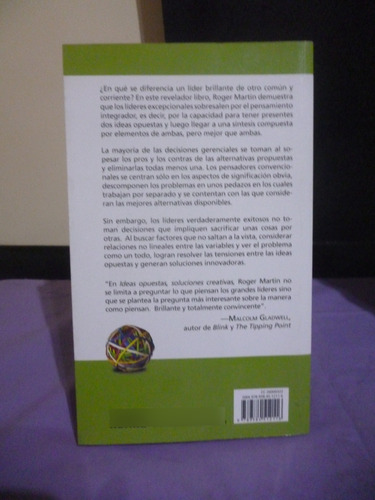 ¿En qué se diferencia un líder brillante de otro común y
corriente? En este revelador libro, Roger Martin demuestra
que los líderes excepcionales sobresalen por el pensamiento
integrador, es decir, por la capacidad para tener presentes
dos ideas opuestas y luego llegar a una síntesis compuesta
por elementos de ambas, pero mejor que ambas.
La mayoría de las decisiones gerenciales se toman al so-
pesar los pros y los contras de las alternativas propuestas
y eliminarlas todas menos una. Los pensadores convencio-
nales se centran sólo en los aspectos de significación obvia,
descomponen los problemas en unos pedazos en los cuales
trabajan por separado y se contentan con las que conside-
ran las mejores alternativas disponibles.
Sin embargo, los líderes verdaderamente exitosos no to-
man decisiones que impliquen sacrificar unas cosas por
otras. Al buscar factores que no saltan a la vista, considerar
relaciones no lineales entre las variables y ver el problema
como un todo, logran resolver las tensiones entre las ideas
opuestas y generan soluciones innovadoras.
"En Ideas opuestas, soluciones creativas, Roger Martin no
se limita a preguntar lo que piensan los grandes líderes sino
que se plantea la pregunta más interesante sobre la manera
como piensan. Brillante y totalmente convincente".
—MALCOLM GLADWELL,
autor de Blink y The Tipping Point